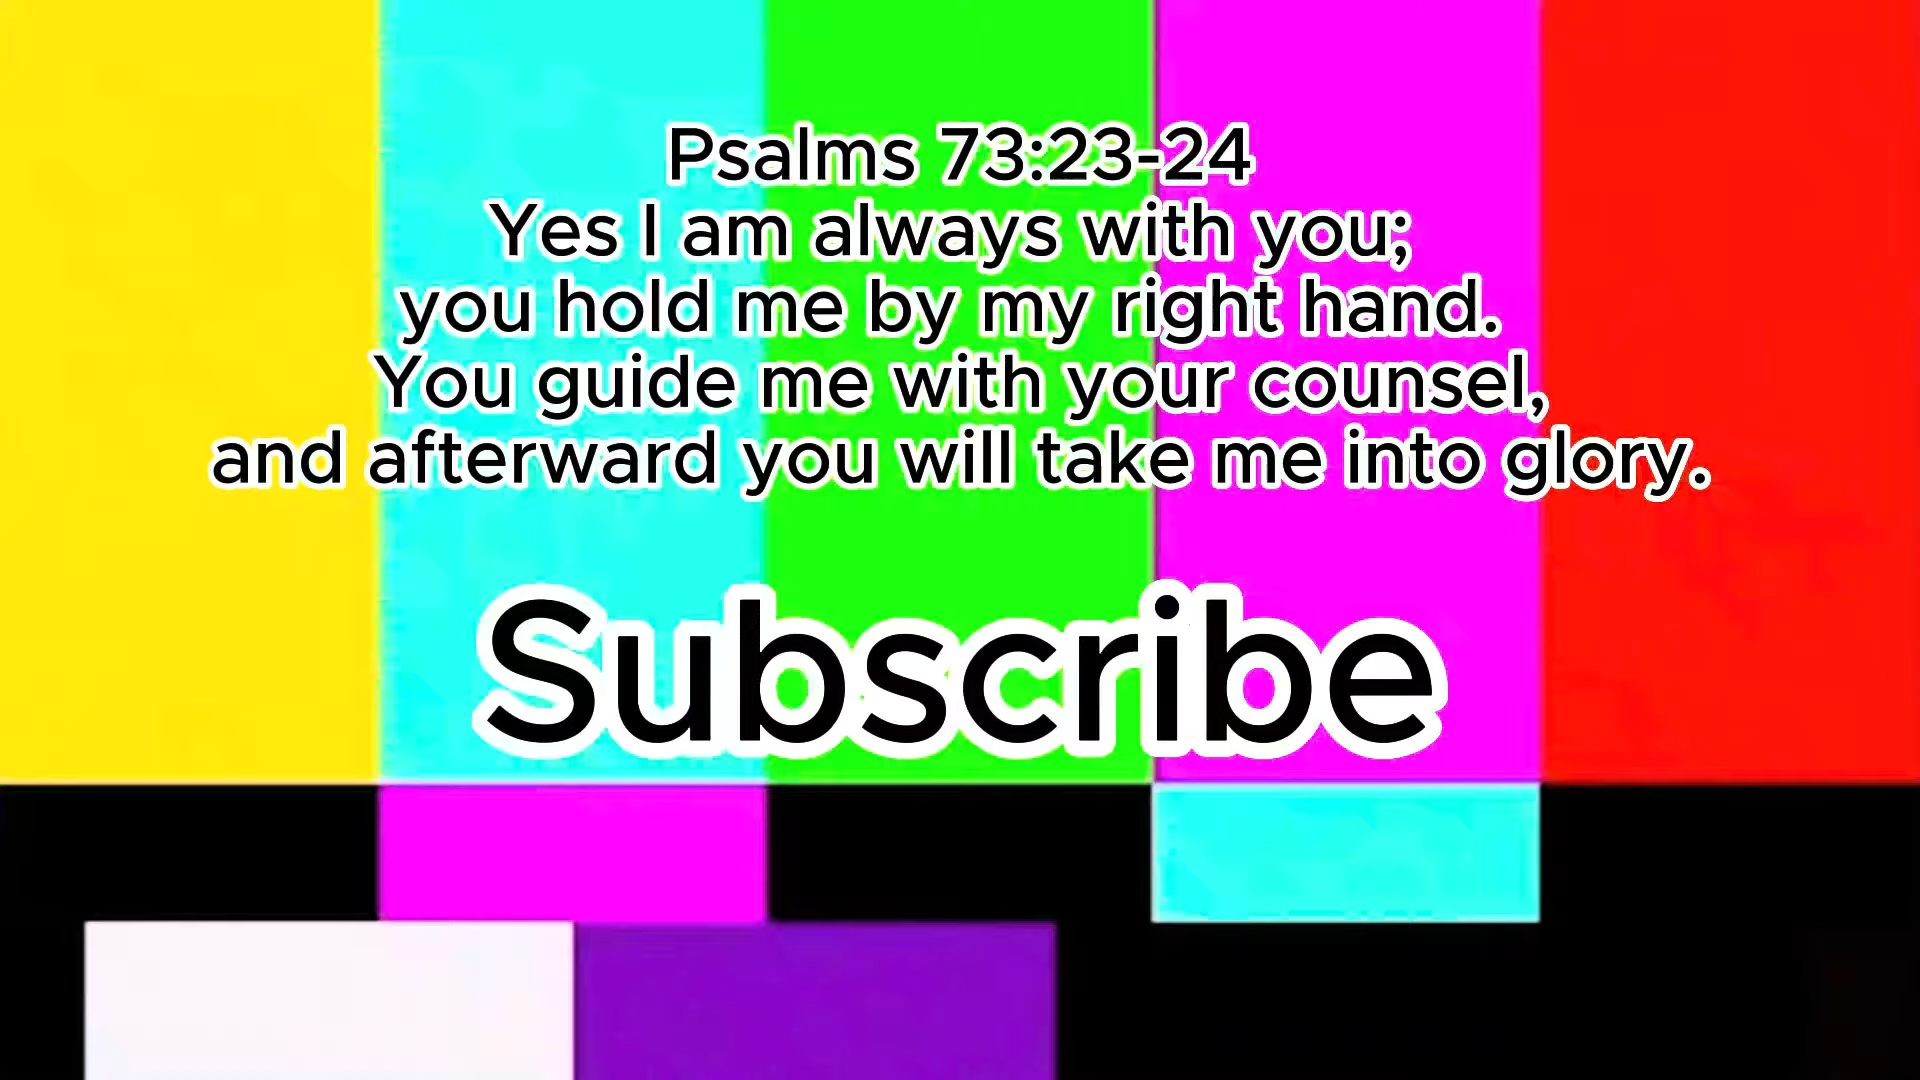 Psalms 73:23-24
Yes I am always with you;
you hold me by my right hand.
You guide me with your counsel,
and afterward you will take me into glory.
Subscribe